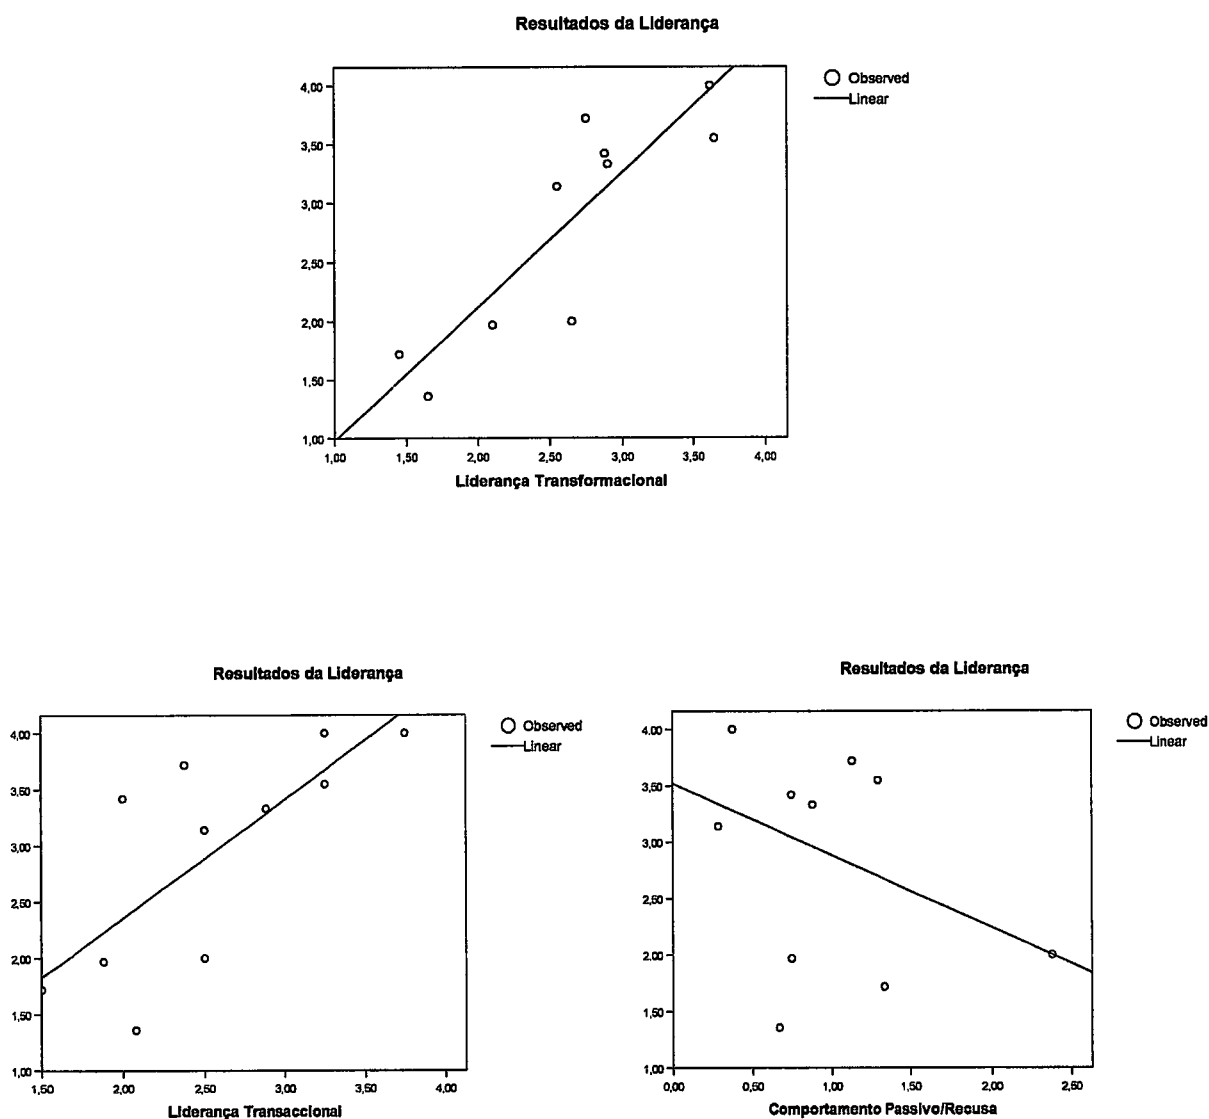 Resultados da Liderança
Observed
Linear
4,00
3,50
3,00
2,50
2,00
1,50
1,00
1,00 1,50 2,00 2,50 3,00 3,50 4,00
Liderança Transformacional
Resultados da Liderança
Observed
Linear
4,00
3,50
3,00
2,50
2,00
1,50
1,00
1,50 2,00 2,50 3,00 3,50 4,00
Liderança Transaccional
Resultados da Liderança
Observed
Linear
4,00
3,50
3,00
2,50
2,00
1,50
1,00
0,00 0,50 1,00 1,50 2,00 2,50
Comportamento Passivo/Recusa